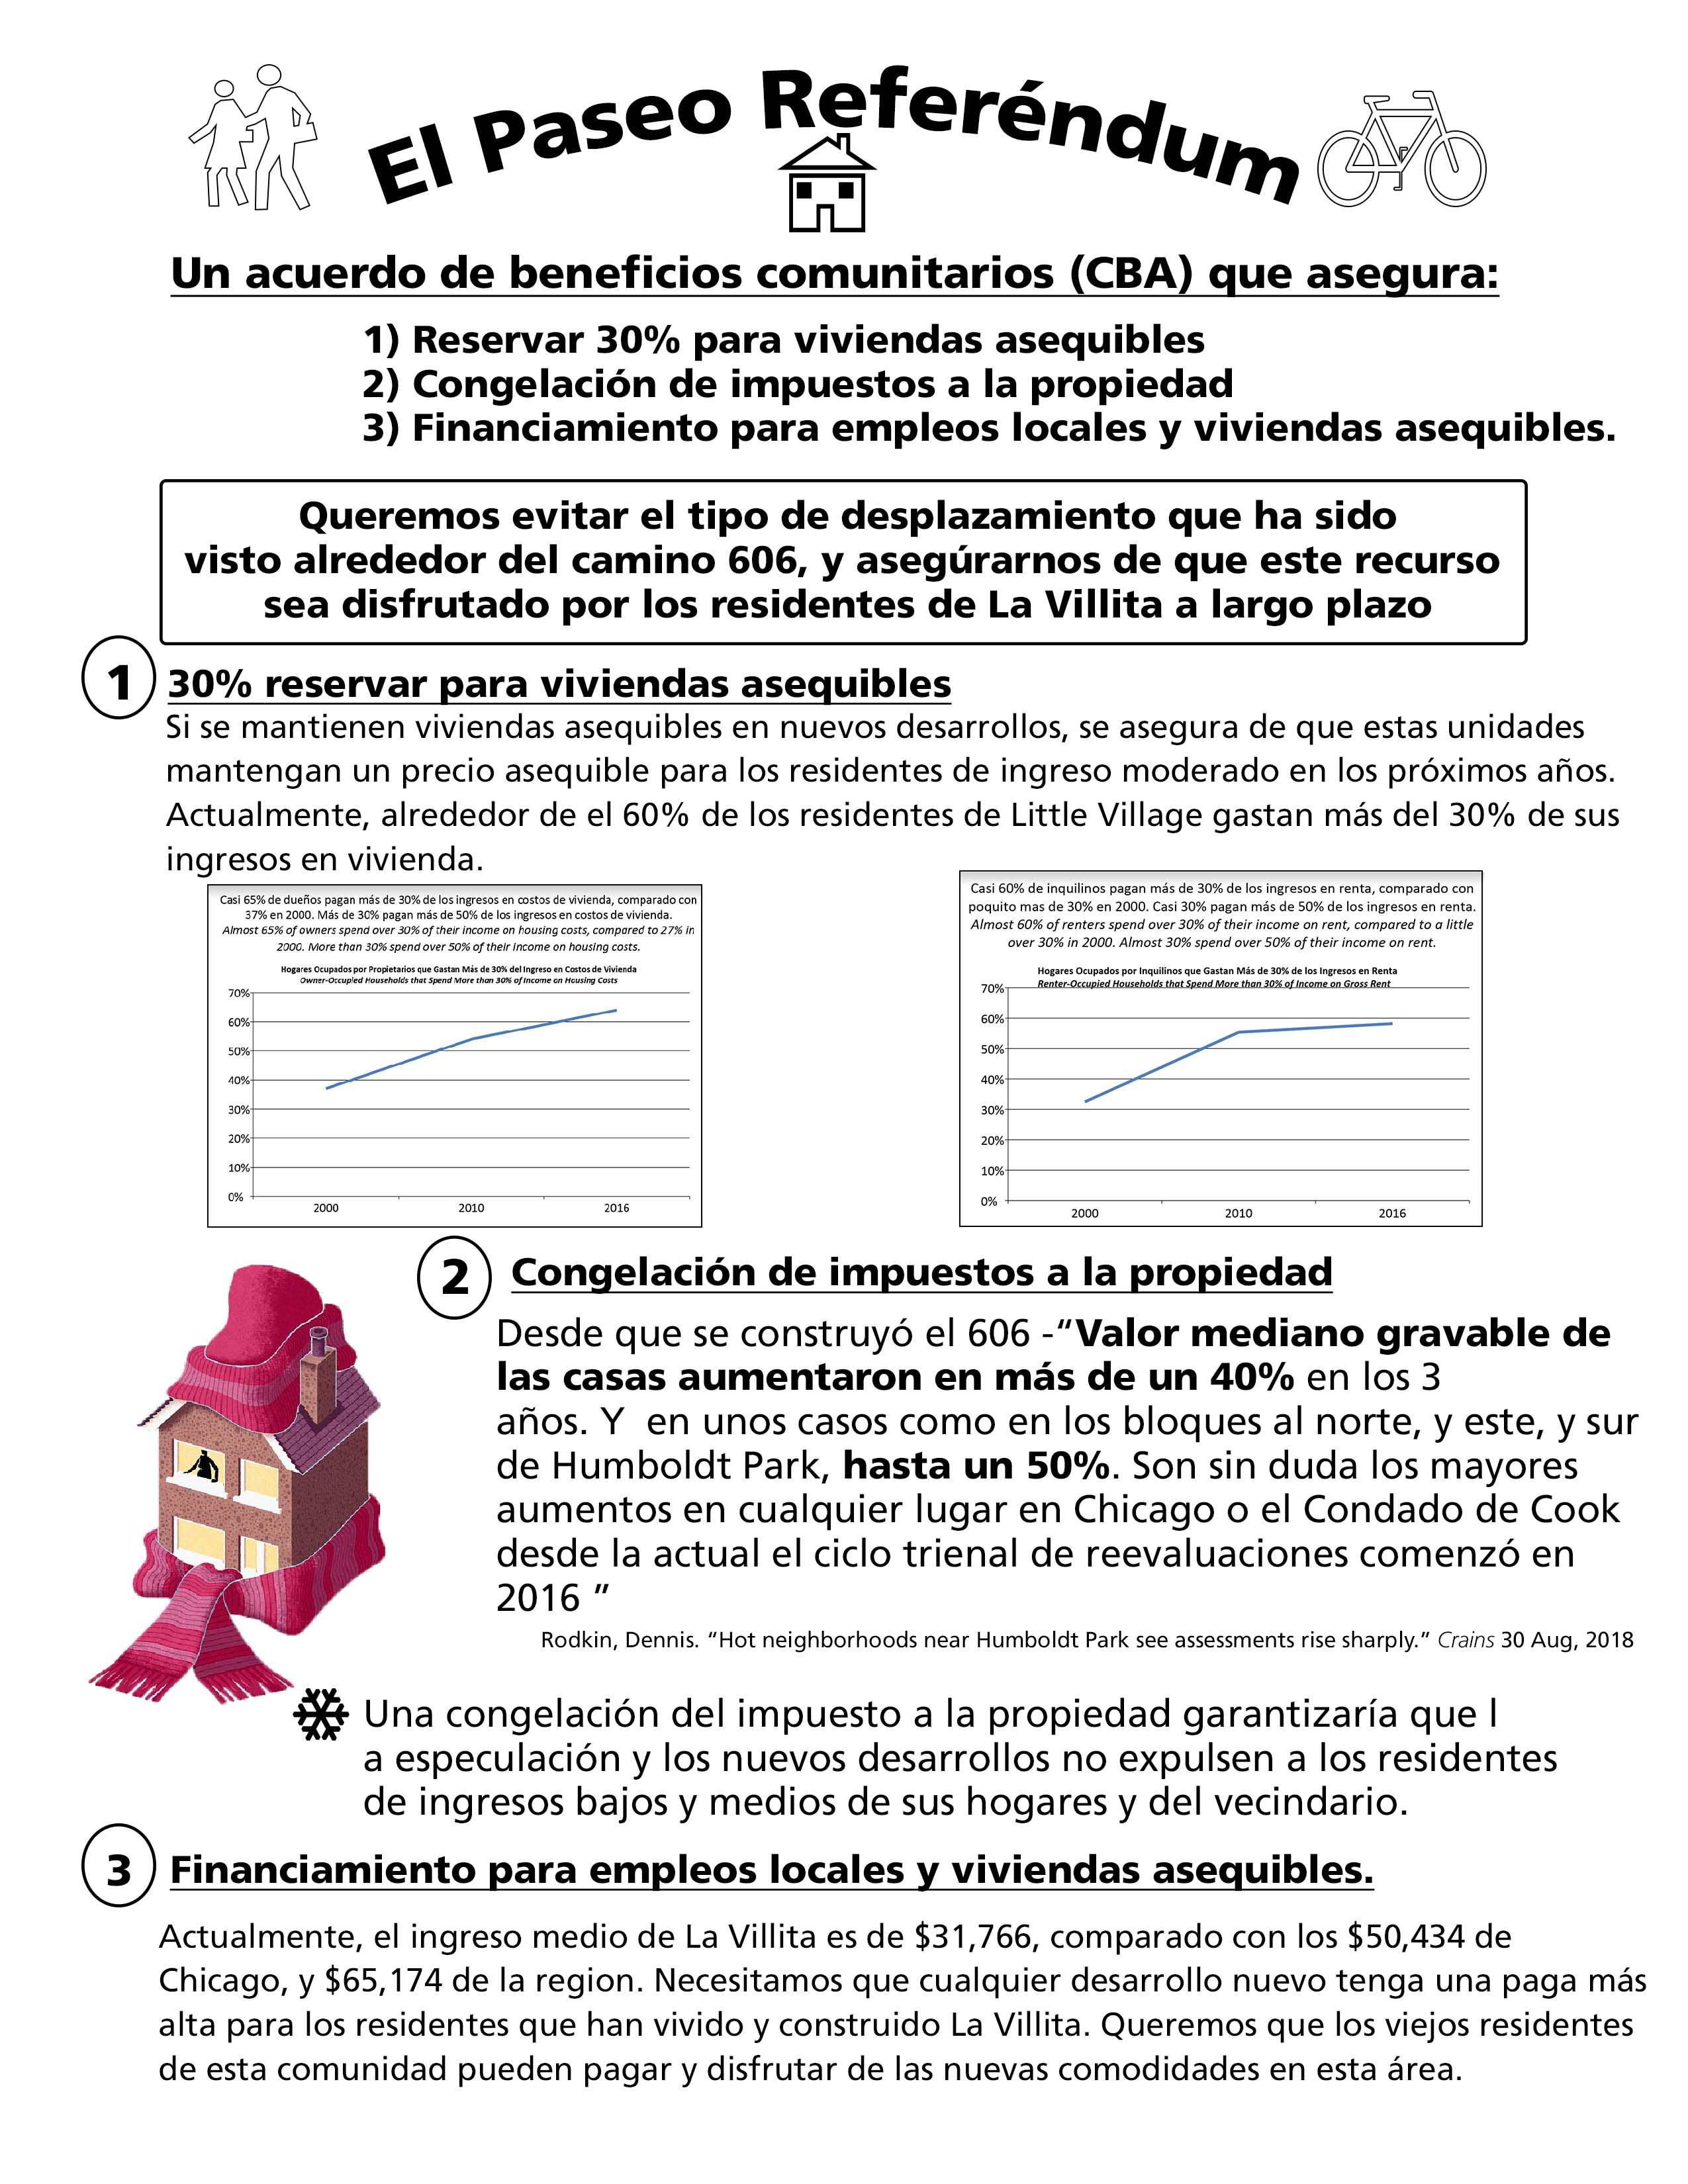 El Paseo Referéndum
Un acuerdo de beneficios comunitarios (CBA) que asegura:
1) Reservar 30% para viviendas asequibles
2) Congelación de impuestos a la propiedad
3) Financiamiento para empleos locales y viviendas asequibles.
Queremos evitar el tipo de desplazamiento que ha sido
visto alrededor del camino 606, y asegúrarnos de que este recurso
sea disfrutado por los residentes de La Villita a largo plazo
1
30% reservar para viviendas asequibles
Si se mantienen viviendas asequibles en nuevos desarrollos, se asegura de que estas unidades
mantengan un precio asequible para los residentes de ingreso moderado en los próximos años.
Actualmente, alrededor de el 60% de los residentes de Little Village gastan más del 30% de sus
ingresos en vivienda.
Casi 65% de dueños pagan más de 30% de los ingresos en costos de vivienda, comparado con
37% en 2000. Más de 30% pagan más de 50% de los ingresos en costos de vivienda.
Almost 65% of owners spend over 30% of their income on housing costs, compared to 27% in
2000. More than 30% spend over 50% of their income on housing costs.
Hogares Ocupados por Propietarios que Gastan Más de 30% del Ingreso en Costos de Vivienda
Owner-Occupied Households that Spend More than 30% of Income on Housing Costs
70%
60%
50%
40%
30%
20%
10%
0%
2000 2010 2016
Casi 60% de inquilinos pagan más de 30% de los ingresos en renta, comparado con
poquito mas de 30% en 2000. Casi 30% pagan más de 50% de los ingresos en renta.
Almost 60% of renters spend over 30% of their income on rent, compared to a little
over 30% in 2000. Almost 30% spend over 50% of their income on rent.
Hogares Ocupados por Inquilinos que Gastan Más de 30% de los Ingresos en Renta
Renter-Occupied Households that Spend More than 30% of Income on Gross Rent
70%
60%
50%
40%
30%
20%
10%
0%
2000 2010 2016
2
Congelación de impuestos a la propiedad
Desde que se construyó el 606 -“Valor mediano gravable de
las casas aumentaron en más de un 40% en los 3
años. Y en unos casos como en los bloques al norte, y este, y sur
de Humboldt Park, hasta un 50%. Son sin duda los mayores
aumentos en cualquier lugar en Chicago o el Condado de Cook
desde la actual el ciclo trienal de reevaluaciones comenzó en
2016 ”
Rodkin, Dennis. “Hot neighborhoods near Humboldt Park see assessments rise sharply.” Crains 30 Aug, 2018
Una congelación del impuesto a la propiedad garantizaría que l
a especulación y los nuevos desarrollos no expulsen a los residentes
de ingresos bajos y medios de sus hogares y del vecindario.
3
Financiamiento para empleos locales y viviendas asequibles.
Actualmente, el ingreso medio de La Villita es de $31,766, comparado con los $50,434 de
Chicago, y $65,174 de la region. Necesitamos que cualquier desarrollo nuevo tenga una paga más
alta para los residentes que han vivido y construido La Villita. Queremos que los viejos residentes
de esta comunidad pueden pagar y disfrutar de las nuevas comodidades en esta área.